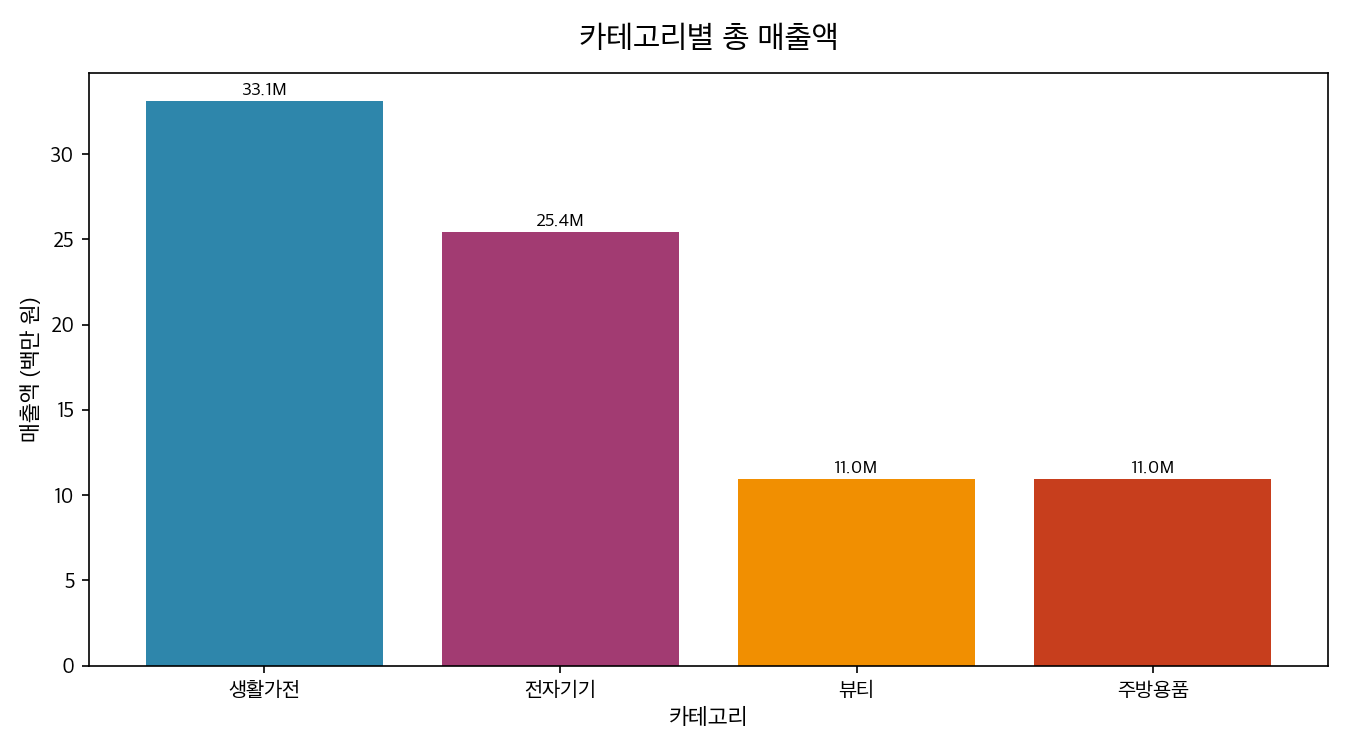 카테고리별 총 매출액
매출액 (백만 원)
30
25
20
15
10
5
0
33.1M
25.4M
11.0M
11.0M
생활가전
전자기기
뷰티
주방용품
카테고리